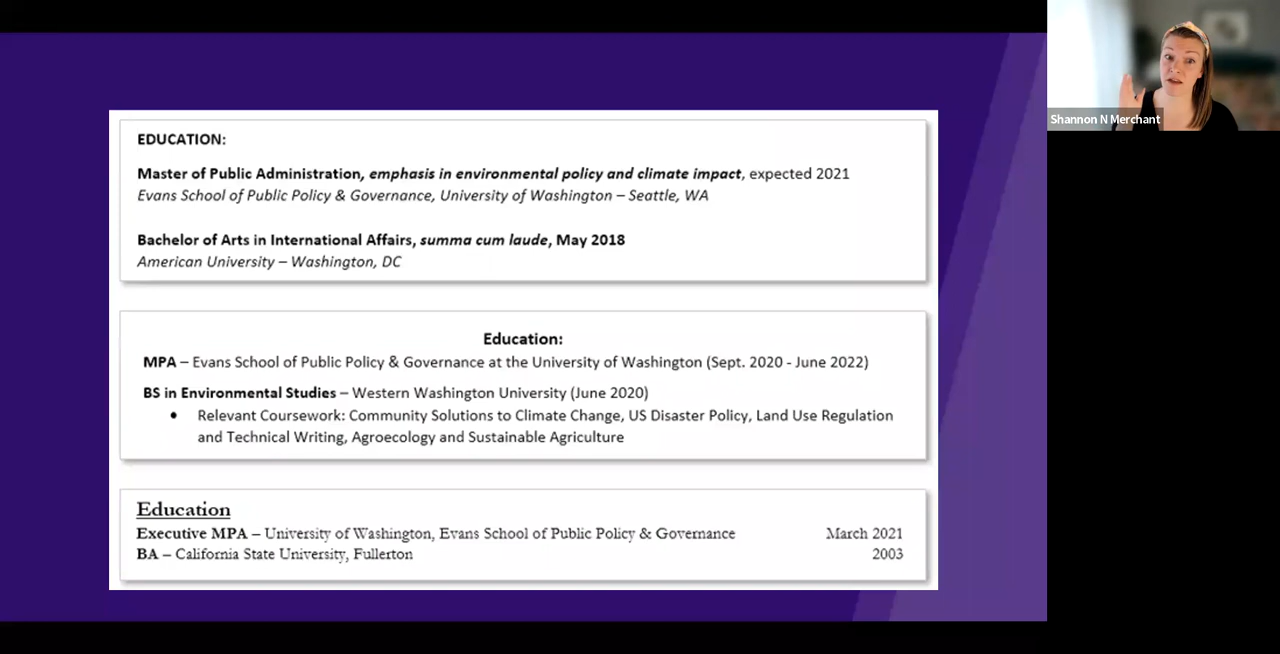 EDUCATION:
Master of Public Administration, emphasis in environmental policy and climate impact, expected 2021
Evans School of Public Policy & Governance, University of Washington – Seattle, WA
Bachelor of Arts in International Affairs, summa cum laude, May 2018
American University – Washington, DC
Education:
MPA – Evans School of Public Policy & Governance at the University of Washington (Sept. 2020 - June 2022)
BS in Environmental Studies – Western Washington University (June 2020)
• Relevant Coursework: Community Solutions to Climate Change, US Disaster Policy, Land Use Regulation
and Technical Writing, Agroecology and Sustainable Agriculture
Education
Executive MPA – University of Washington, Evans School of Public Policy & Governance March 2021
BA – California State University, Fullerton 2003
Shannon N Merchant